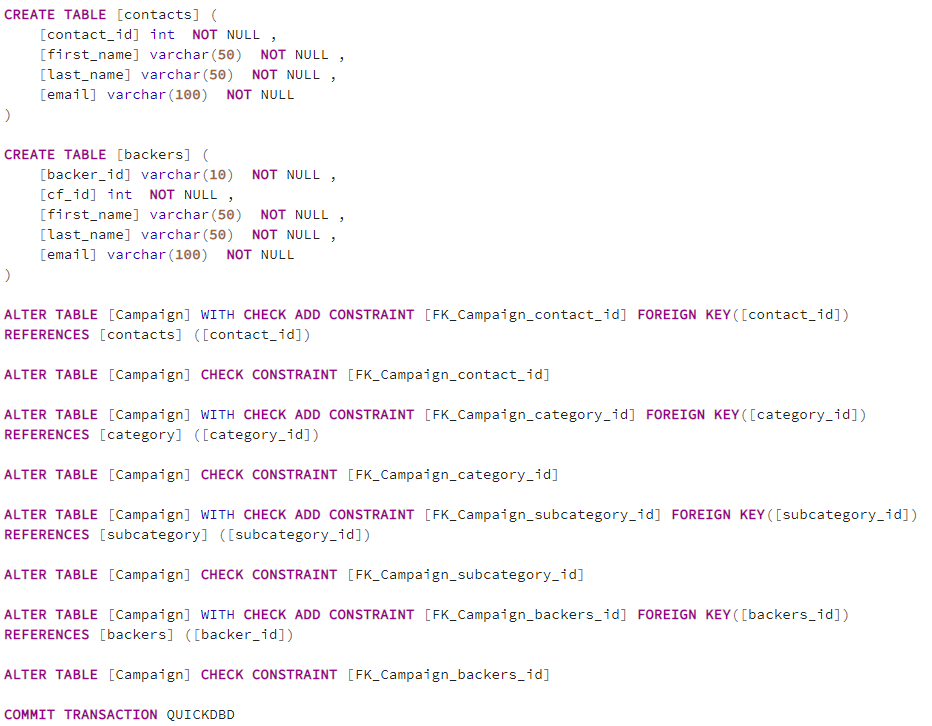 CREATE TABLE [contacts] (
    [contact_id] int  NOT NULL ,
    [first_name] varchar(50)  NOT NULL ,
    [last_name] varchar(50)  NOT NULL ,
    [email] varchar(100)  NOT NULL
)

CREATE TABLE [backers] (
    [backer_id] varchar(10)  NOT NULL ,
    [cf_id] int  NOT NULL ,
    [first_name] varchar(50)  NOT NULL ,
    [last_name] varchar(50)  NOT NULL ,
    [email] varchar(100)  NOT NULL
)

ALTER TABLE [Campaign] WITH CHECK ADD CONSTRAINT [FK_Campaign_contact_id] FOREIGN KEY([contact_id])
REFERENCES [contacts] ([contact_id])

ALTER TABLE [Campaign] CHECK CONSTRAINT [FK_Campaign_contact_id]

ALTER TABLE [Campaign] WITH CHECK ADD CONSTRAINT [FK_Campaign_category_id] FOREIGN KEY([category_id])
REFERENCES [category] ([category_id])

ALTER TABLE [Campaign] CHECK CONSTRAINT [FK_Campaign_category_id]

ALTER TABLE [Campaign] WITH CHECK ADD CONSTRAINT [FK_Campaign_subcategory_id] FOREIGN KEY([subcategory_id])
REFERENCES [subcategory] ([subcategory_id])

ALTER TABLE [Campaign] CHECK CONSTRAINT [FK_Campaign_subcategory_id]

ALTER TABLE [Campaign] WITH CHECK ADD CONSTRAINT [FK_Campaign_backers_id] FOREIGN KEY([backers_id])
REFERENCES [backers] ([backer_id])

ALTER TABLE [Campaign] CHECK CONSTRAINT [FK_Campaign_backers_id]

COMMIT TRANSACTION QUICKDBD